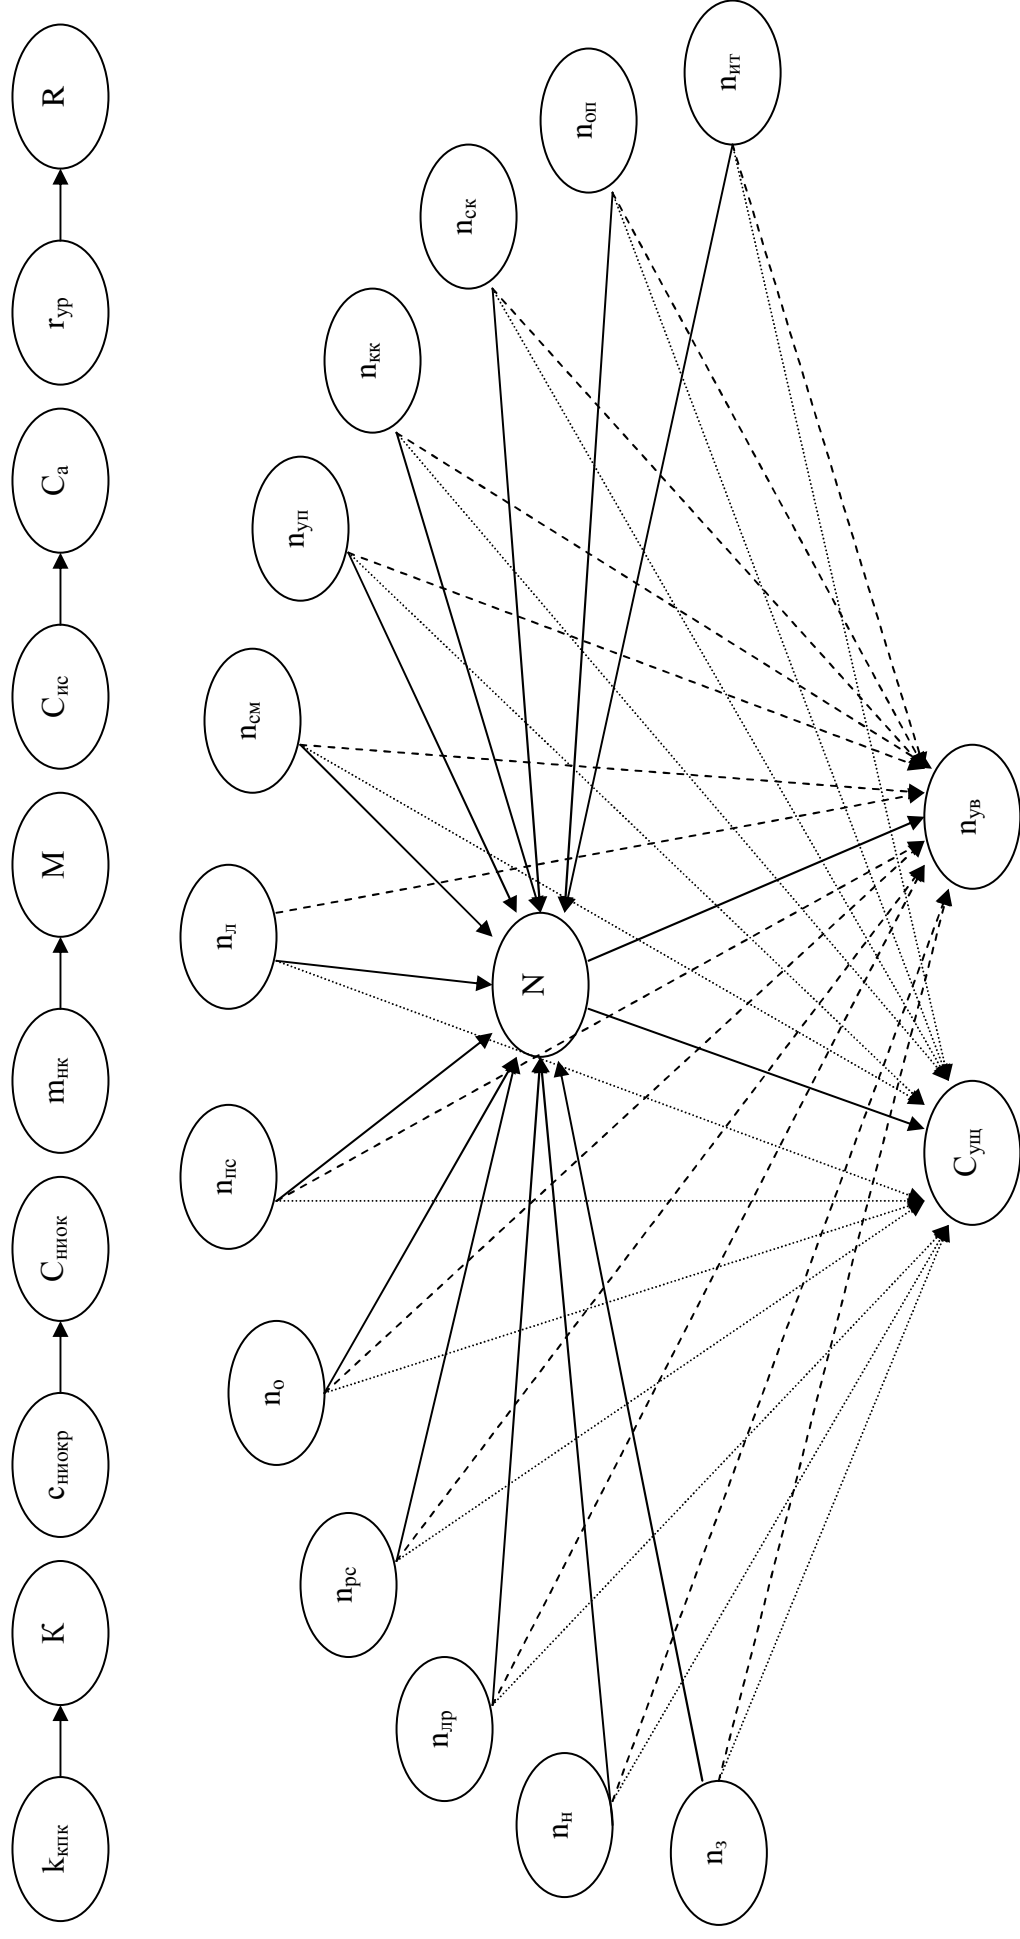 kкпк
К
cниокр
Cниок
mнк
М
Cис
Cа
rур
R
nз
nн
nлр
nрс
nо
nпс
nл
nсм
nуп
nкк
nск
nоп
nит
N
Cущ
nув